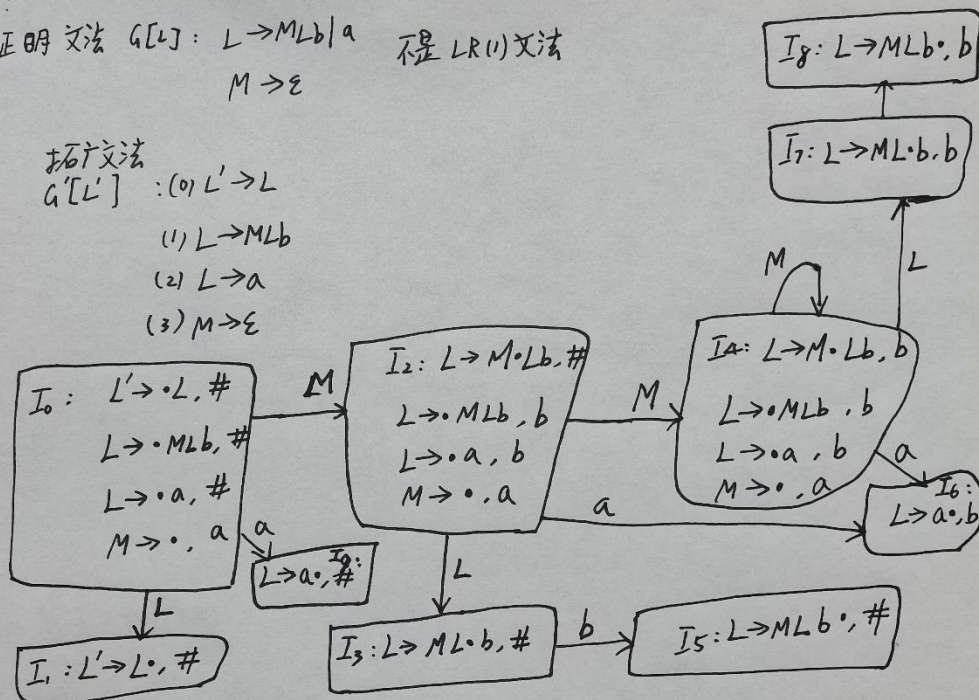 证明文法 G[L]: L→MLb|a 不是LR(1)文法
M→ε
拓广文法
G'[L'] :(0) L'→L
(1) L→MLb
(2) L→a
(3) M→ε
I₀: L'→·L, #
L→·MLb, #
L→·a, #
M→·, a
M
I₂: L→M·Lb, #
L→·MLb, b
L→·a, b
M→·, a
M
I4: L→M·Lb, b
L→·MLb, b
L→·a, b
M→·, a
M
L
I₇: L→ML·b, b
I₈: L→MLb·, b
a
I₆:
L→a·, b
a
a
I₉:
L→a·, #
L
I₁: L'→L·, #
L
I₃: L→ML·b, #
b
I₅: L→MLb·, #